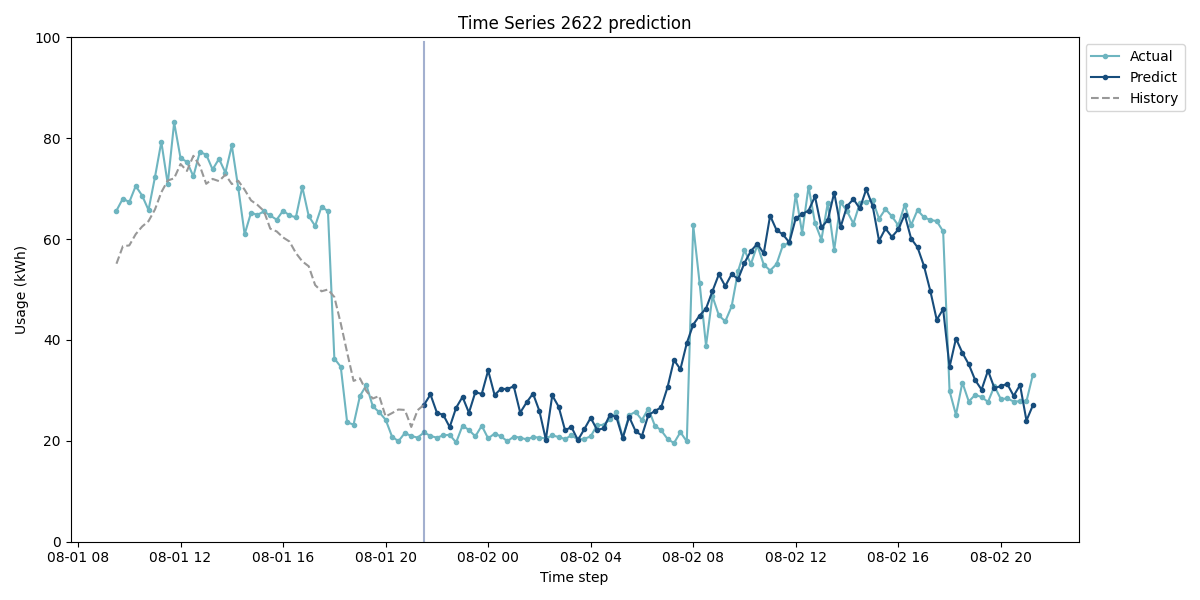 Time Series 2622 prediction
100
80
60
40
20
0
Usage (kWh)
08-01 08
08-01 12
08-01 16
08-01 20
08-02 00
08-02 04
08-02 08
08-02 12
08-02 16
08-02 20
Time step
Actual
Predict
History